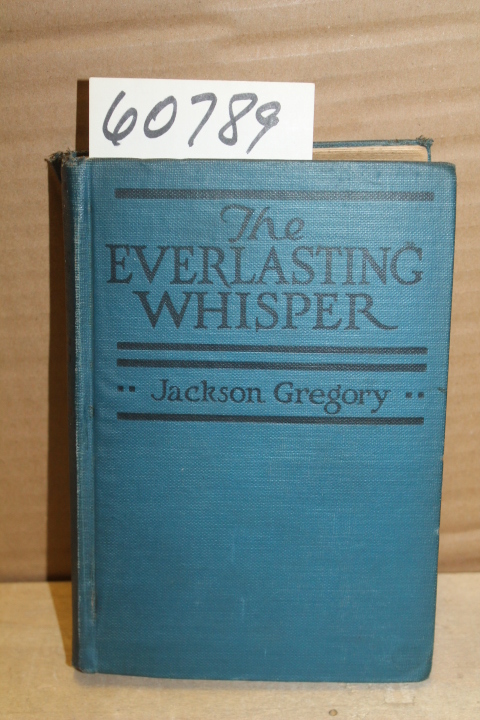 60789
The
EVERLASTING
WHISPER
Jackson Gregory